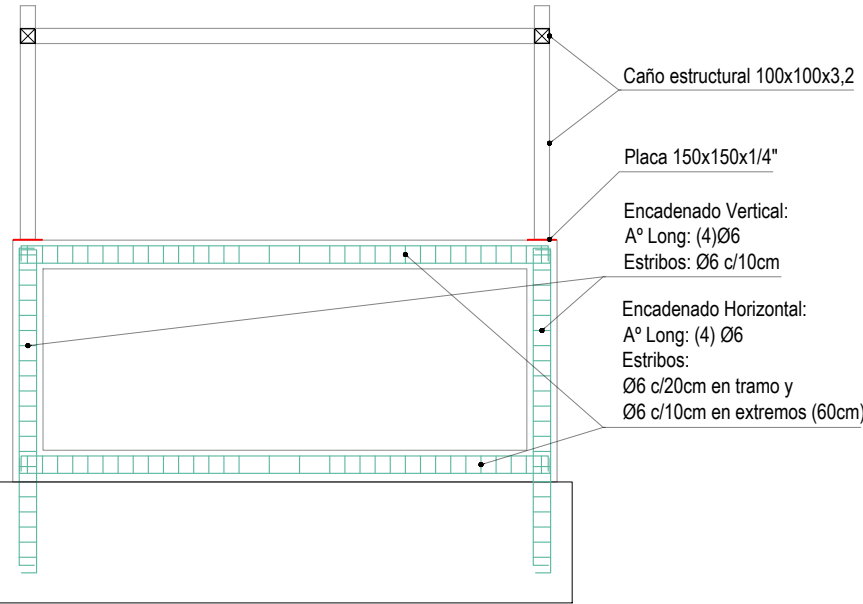 Caño estructural 100x100x3,2
Placa 150x150x1/4"
Encadenado Vertical:
Aº Long: (4)Ø6
Estribos: Ø6 c/10cm
Encadenado Horizontal:
Aº Long: (4) Ø6
Estribos:
Ø6 c/20cm en tramo y
Ø6 c/10cm en extremos (60cm)